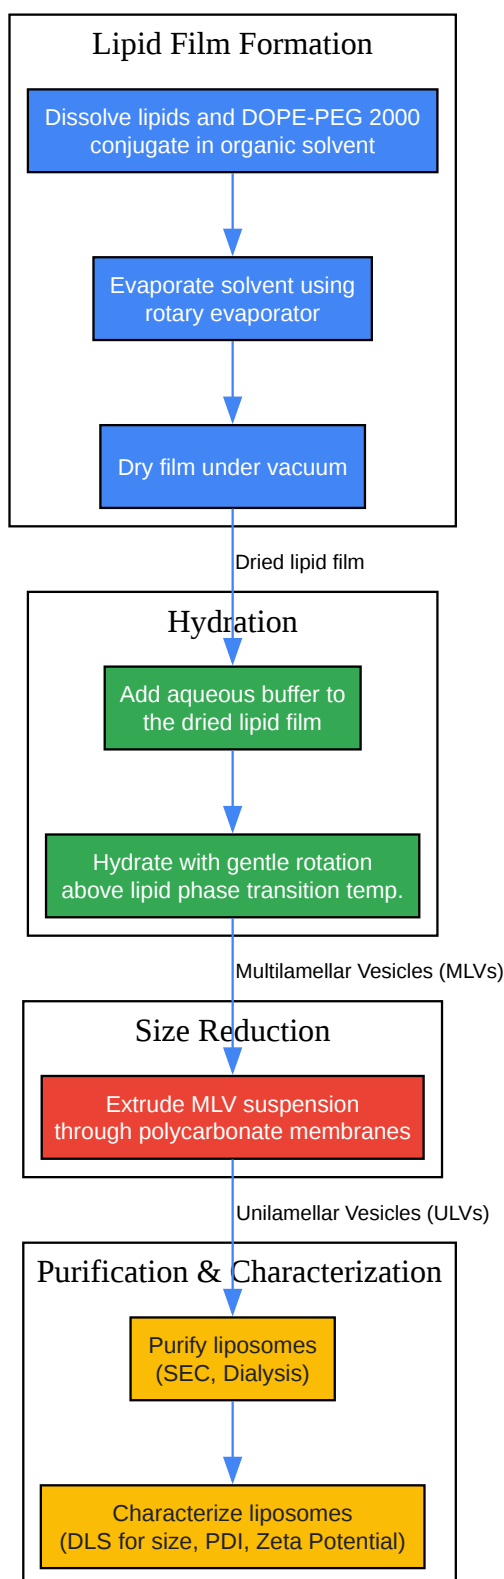 Lipid Film Formation
Dissolve lipids and DOPE-PEG 2000
conjugate in organic solvent
Evaporate solvent using
rotary evaporator
Dry film under vacuum
Dried lipid film
Hydration
Add aqueous buffer to
the dried lipid film
Hydrate with gentle rotation
above lipid phase transition temp.
Multilamellar Vesicles (MLVs)
Size Reduction
Extrude MLV suspension
through polycarbonate membranes
Unilamellar Vesicles (ULVs)
Purification & Characterization
Purify liposomes
(SEC, Dialysis)
Characterize liposomes
(DLS for size, PDI, Zeta Potential)